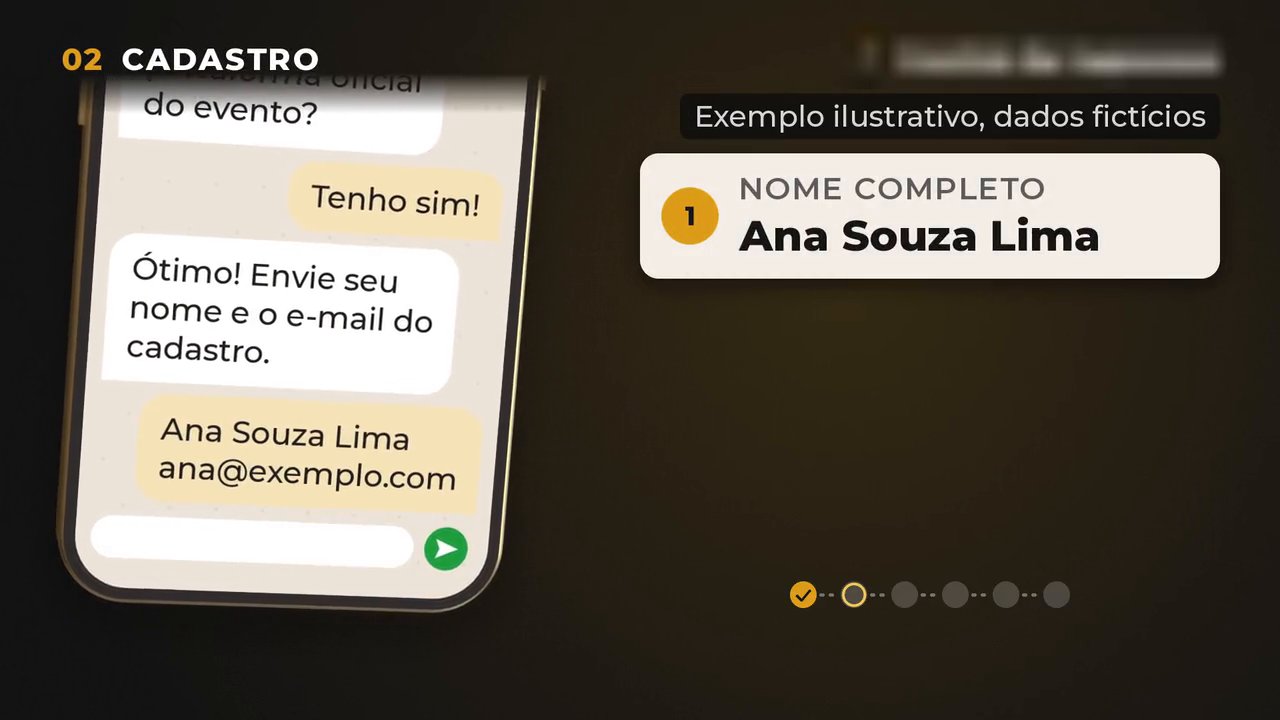 02 CADASTRO
do evento?
Tenho sim!
Ótimo! Envie seu
nome e o e-mail do
cadastro.
Ana Souza Lima
ana@exemplo.com
Exemplo ilustrativo, dados fictícios
1
NOME COMPLETO
Ana Souza Lima